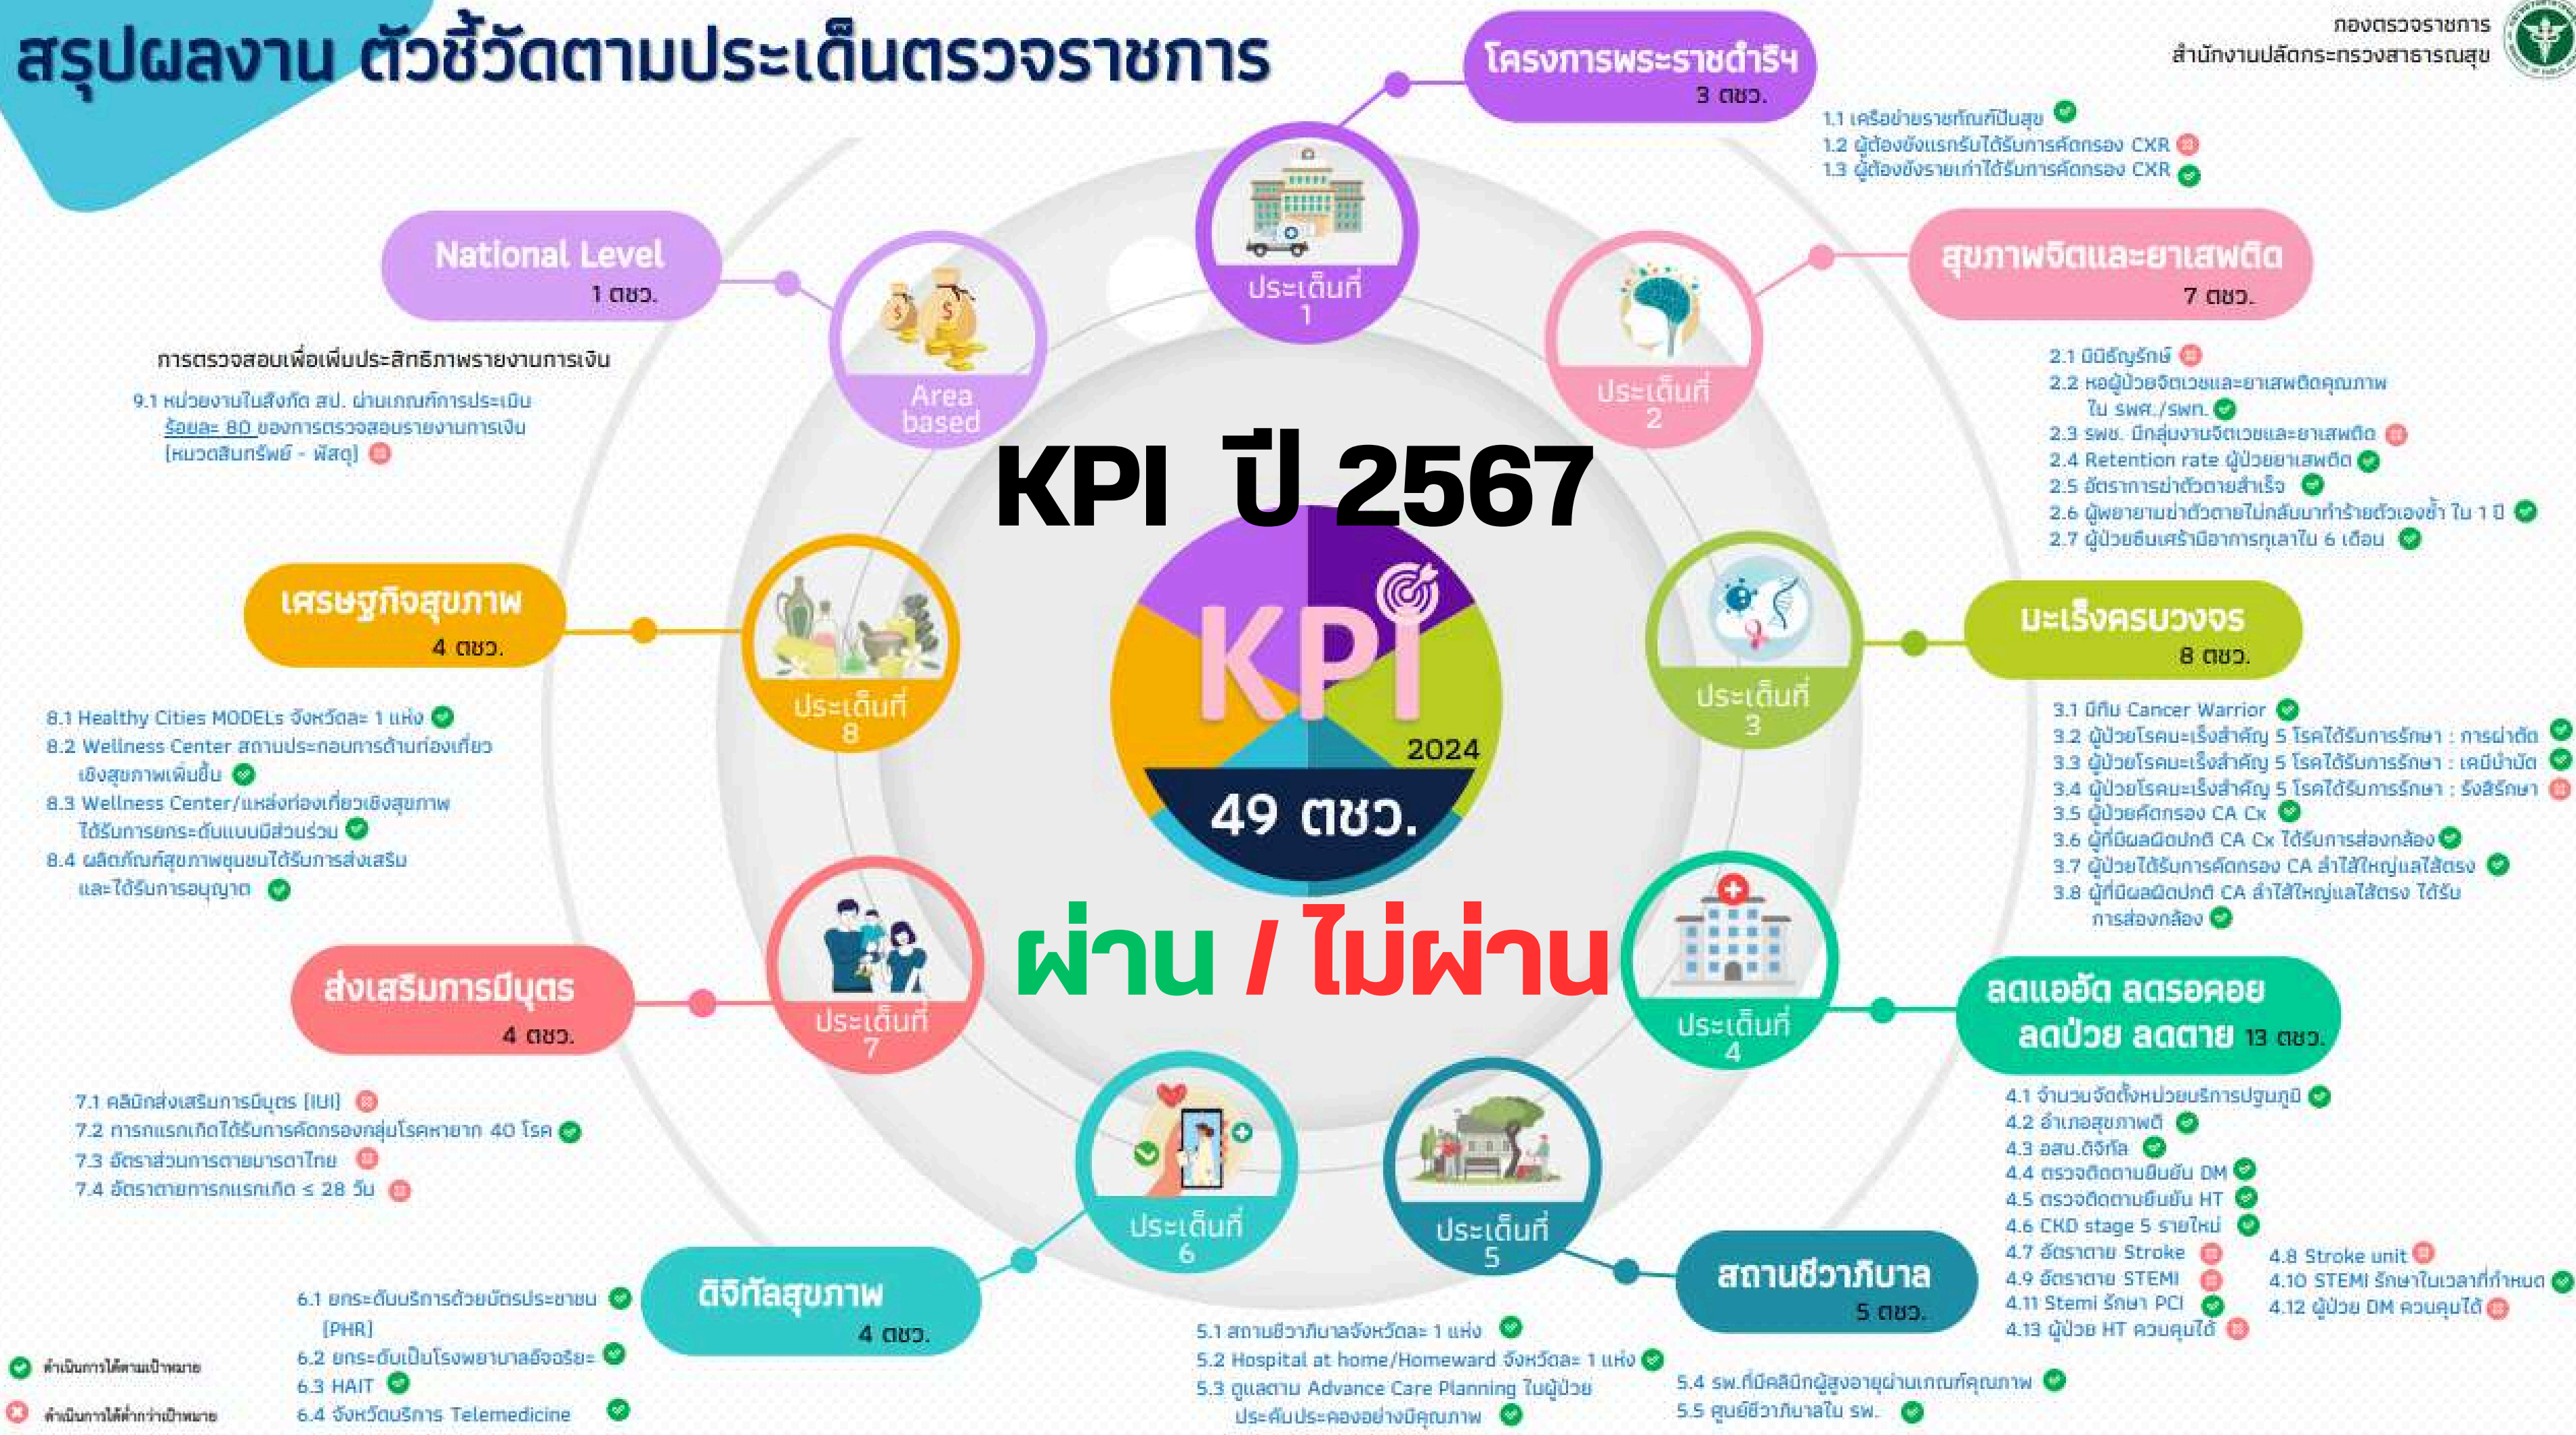 สรุปผลงาน ตัวชี้วัดตามประเด็นตรวจราชการ
กองตรวจราชการ
สำนักงานปลัดกระทรวงสาธารณสุข
โครงการพระราชดำริฯ
3 ตชว.
1.1 เครือข่ายราชทัณฑ์ปันสุข
1.2 ผู้ต้องขังแรกรับได้รับการคัดกรอง CXR
1.3 ผู้ต้องขังรายเก่าได้รับการคัดกรอง CXR
ประเด็นที่
1
สุขภาพจิตและยาเสพติด
7 ตชว.
ประเด็นที่
2
2.1 มินิธัญรักษ์
2.2 หอผู้ป่วยจิตเวชและยาเสพติดคุณภาพ
ใน รพศ./รพท.
2.3 รพช. มีกลุ่มงานจิตเวชและยาเสพติด
2.4 Retention rate ผู้ป่วยยาเสพติด
2.5 อัตราการฆ่าตัวตายสำเร็จ
2.6 ผู้พยายามฆ่าตัวตายไม่กลับมาทำร้ายตัวเองซ้ำ ใน 1 ปี
2.7 ผู้ป่วยซึมเศร้ามีอาการทุเลาใน 6 เดือน
มะเร็งครบวงจร
8 ตชว.
ประเด็นที่
3
3.1 มีทีม Cancer Warrior
3.2 ผู้ป่วยโรคมะเร็งสำคัญ 5 โรคได้รับการรักษา : การผ่าตัด
3.3 ผู้ป่วยโรคมะเร็งสำคัญ 5 โรคได้รับการรักษา : เคมีบำบัด
3.4 ผู้ป่วยโรคมะเร็งสำคัญ 5 โรคได้รับการรักษา : รังสีรักษา
3.5 ผู้ป่วยคัดกรอง CA Cx
3.6 ผู้ที่มีผลผิดปกติ CA Cx ได้รับการส่องกล้อง
3.7 ผู้ป่วยได้รับการคัดกรอง CA ลำไส้ใหญ่แลไส้ตรง
3.8 ผู้ที่มีผลผิดปกติ CA ลำไส้ใหญ่แลไส้ตรง ได้รับ
การส่องกล้อง
ลดแออัด ลดรอคอย
ลดป่วย ลดตาย 13 ตชว.
ประเด็นที่
4
4.1 จำนวนจัดตั้งหน่วยบริการปฐมภูมิ
4.2 อำเภอสุขภาพดี
4.3 อสม.ดิจิทัล
4.4 ตรวจติดตามยืนยัน DM
4.5 ตรวจติดตามยืนยัน HT
4.6 CKD stage 5 รายใหม่
4.7 อัตราตาย Stroke
4.8 Stroke unit
4.9 อัตราตาย STEMI
4.10 STEMI รักษาในเวลาที่กำหนด
4.11 Stemi รักษา PCI
4.12 ผู้ป่วย DM ควบคุมได้
4.13 ผู้ป่วย HT ควบคุมได้
สถานชีวาภิบาล
5 ตชว.
ประเด็นที่
5
5.1 สถานชีวาภิบาลจังหวัดละ 1 แห่ง
5.2 Hospital at home/Homeward จังหวัดละ 1 แห่ง
5.3 ดูแลตาม Advance Care Planning ในผู้ป่วย
ประคับประคองอย่างมีคุณภาพ
5.4 รพ.ที่มีคลินิกผู้สูงอายุผ่านเกณฑ์คุณภาพ
5.5 ศูนย์ชีวาภิบาลใน รพ.
ดิจิทัลสุขภาพ
4 ตชว.
ประเด็นที่
6
6.1 ยกระดับบริการด้วยบัตรประชาชน
(PHR)
6.2 ยกระดับเป็นโรงพยาบาลอัจฉริยะ
6.3 HAIT
6.4 จังหวัดบริการ Telemedicine
ส่งเสริมการมีบุตร
4 ตชว.
ประเด็นที่
7
7.1 คลินิกส่งเสริมการมีบุตร (IUI)
7.2 ทารกแรกเกิดได้รับการคัดกรองกลุ่มโรคหายาก 40 โรค
7.3 อัตราส่วนการตายมารดาไทย
7.4 อัตราตายทารกแรกเกิด ≤ 28 วัน
เศรษฐกิจสุขภาพ
4 ตชว.
ประเด็นที่
8
8.1 Healthy Cities MODELs จังหวัดละ 1 แห่ง
8.2 Wellness Center สถานประกอบการด้านท่องเที่ยว
เชิงสุขภาพเพิ่มขึ้น
8.3 Wellness Center/แหล่งท่องเที่ยวเชิงสุขภาพ
ได้รับการยกระดับแบบมีส่วนร่วม
8.4 ผลิตภัณฑ์สุขภาพชุมชนได้รับการส่งเสริม
และได้รับการอนุญาต
National Level
1 ตชว.
Area
based
การตรวจสอบเพื่อเพิ่มประสิทธิภาพรายงานการเงิน
9.1 หน่วยงานในสังกัด สป. ผ่านเกณฑ์การประเมิน
ร้อยละ 80 ของการตรวจสอบรายงานการเงิน
(หมวดสินทรัพย์ - พัสดุ)
KPI ปี 2567
KPI
2024
49 ตชว.
ผ่าน / ไม่ผ่าน
ดำเนินการได้ตามเป้าหมาย
ดำเนินการได้ต่ำกว่าเป้าหมาย